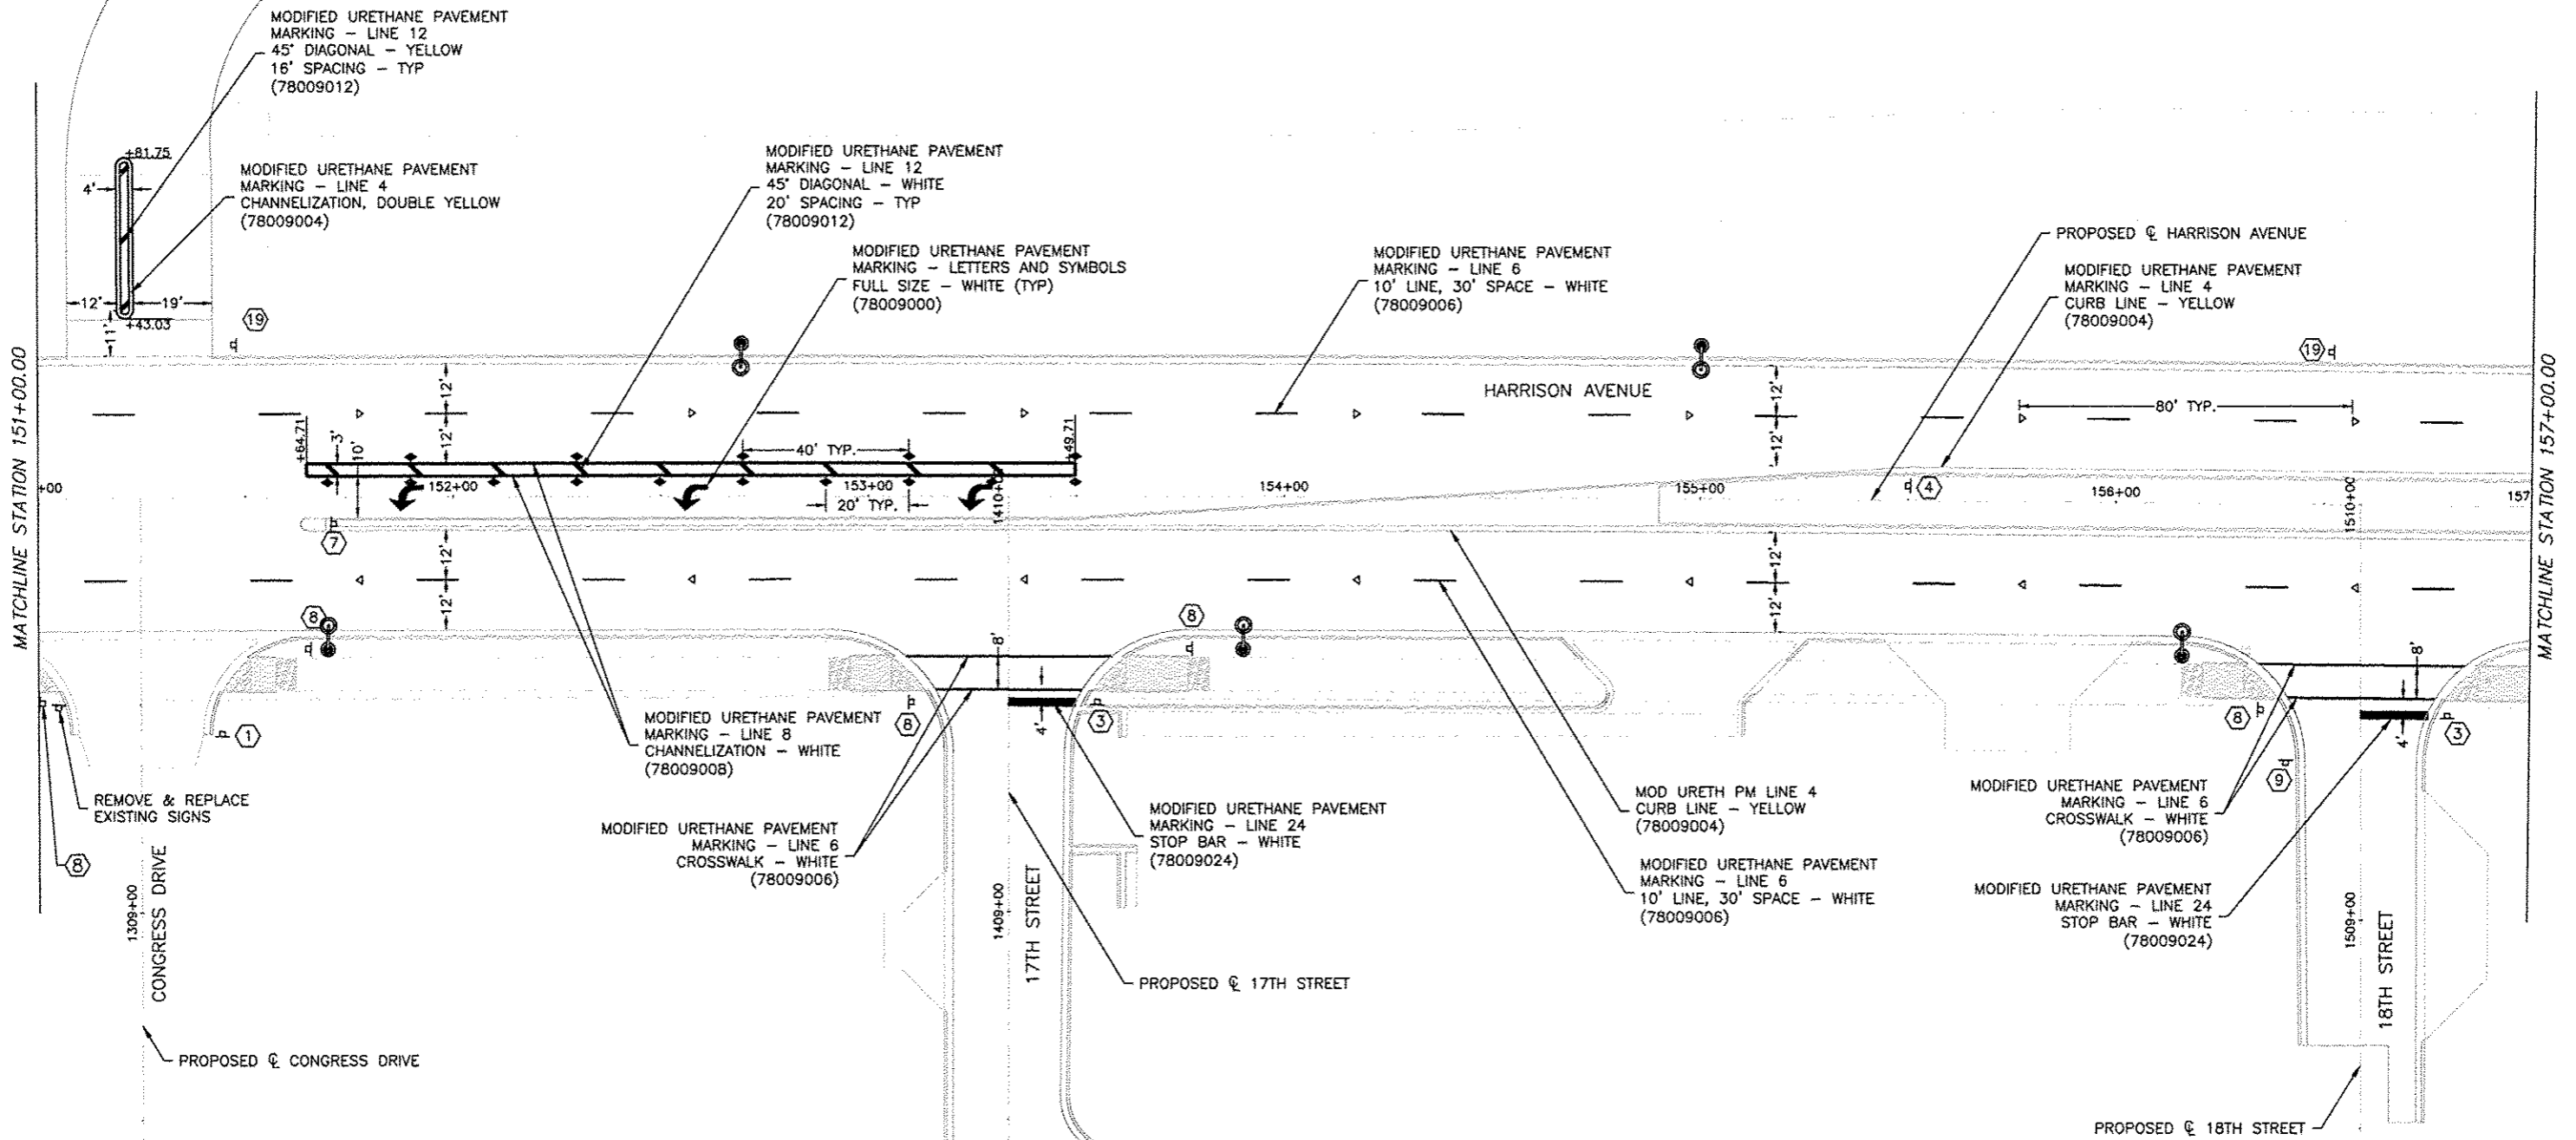 MODIFIED URETHANE PAVEMENT
MARKING – LINE 12
45° DIAGONAL – YELLOW
16' SPACING – TYP
(78009012)
+81.75
4'
MODIFIED URETHANE PAVEMENT
MARKING – LINE 4
CHANNELIZATION, DOUBLE YELLOW
(78009004)
12'
19'
+43.03
11'
19
MODIFIED URETHANE PAVEMENT
MARKING – LINE 12
45° DIAGONAL – WHITE
20' SPACING – TYP
(78009012)
MODIFIED URETHANE PAVEMENT
MARKING – LETTERS AND SYMBOLS
FULL SIZE – WHITE (TYP)
(78009000)
MODIFIED URETHANE PAVEMENT
MARKING – LINE 6
10' LINE, 30' SPACE – WHITE
(78009006)
PROPOSED ℄ HARRISON AVENUE
MODIFIED URETHANE PAVEMENT
MARKING – LINE 4
CURB LINE – YELLOW
(78009004)
19
MATCHLINE STATION 151+00.00
MATCHLINE STATION 157+00.00
HARRISON AVENUE
12'
12'
12'
12'
80' TYP.
+64.71
3'
10'
40' TYP.
+49.71
+00
152+00
153+00
20' TYP.
1410+00
154+00
155+00
4
156+00
1510+00
157
7
12'
12'
12'
12'
8
8
8'
8'
1
8
3
4'
8
3
4'
9
MODIFIED URETHANE PAVEMENT
MARKING – LINE 8
CHANNELIZATION – WHITE
(78009008)
REMOVE & REPLACE
EXISTING SIGNS
8
MODIFIED URETHANE PAVEMENT
MARKING – LINE 6
CROSSWALK – WHITE
(78009006)
MODIFIED URETHANE PAVEMENT
MARKING – LINE 24
STOP BAR – WHITE
(78009024)
MOD URETH PM LINE 4
CURB LINE – YELLOW
(78009004)
MODIFIED URETHANE PAVEMENT
MARKING – LINE 6
10' LINE, 30' SPACE – WHITE
(78009006)
MODIFIED URETHANE PAVEMENT
MARKING – LINE 6
CROSSWALK – WHITE
(78009006)
MODIFIED URETHANE PAVEMENT
MARKING – LINE 24
STOP BAR – WHITE
(78009024)
1309+00
CONGRESS DRIVE
1409+00
17TH STREET
1509+00
18TH STREET
PROPOSED ℄ 17TH STREET
PROPOSED ℄ CONGRESS DRIVE
PROPOSED ℄ 18TH STREET